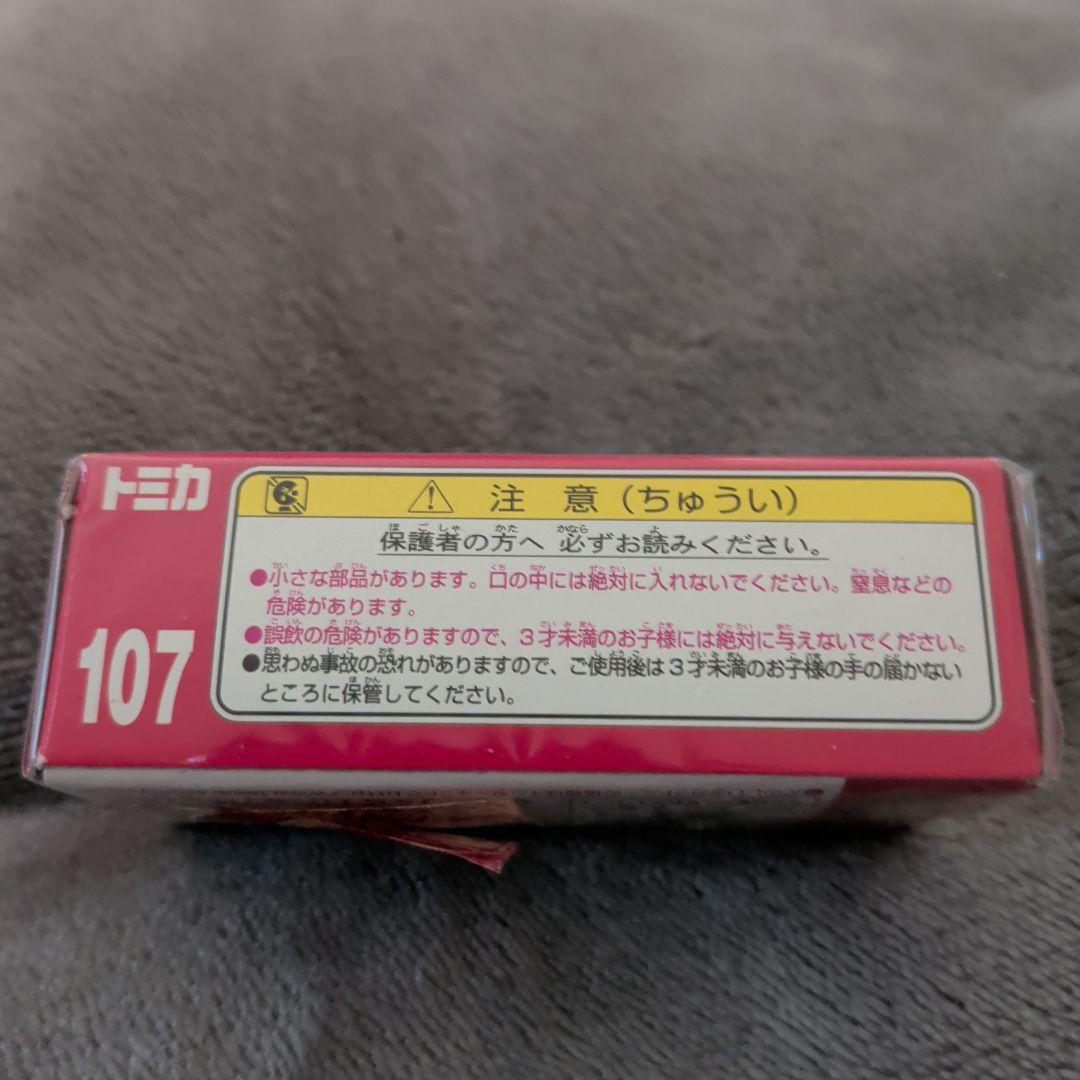 トミカ
107
注 意（ちゅうい）
保護者の方へ 必ずお読みください。
●小さな部品があります。口の中には絶対に入れないでください。窒息などの
危険があります。
●誤飲の危険がありますので、3才未満のお子様には絶対に与えないでください。
●思わぬ事故の恐れがありますので、ご使用後は3才未満のお子様の手の届かない
ところに保管してください。